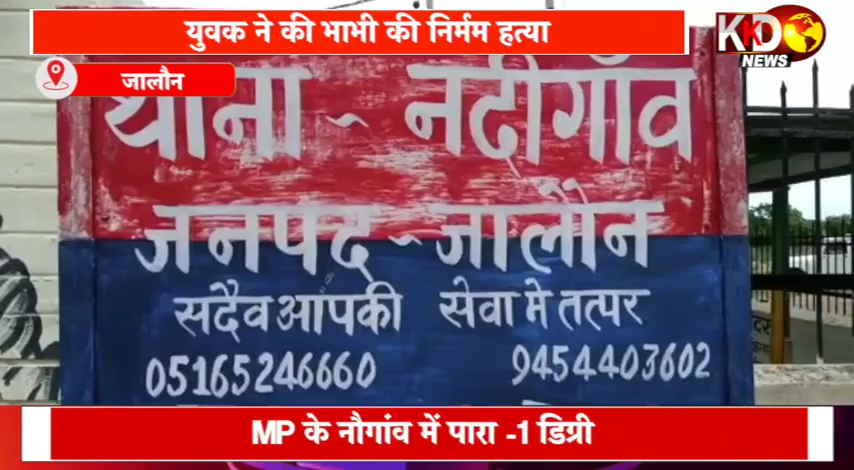 युवक ने की भाभी की निर्मम हत्या
KKD
NEWS
जालौन
थाना - नदीगाँव
जनपद - जालौन
सदैव आपकी सेवा मे तत्पर
05165246660 9454403602
MP के नौगांव में पारा -1 डिग्री